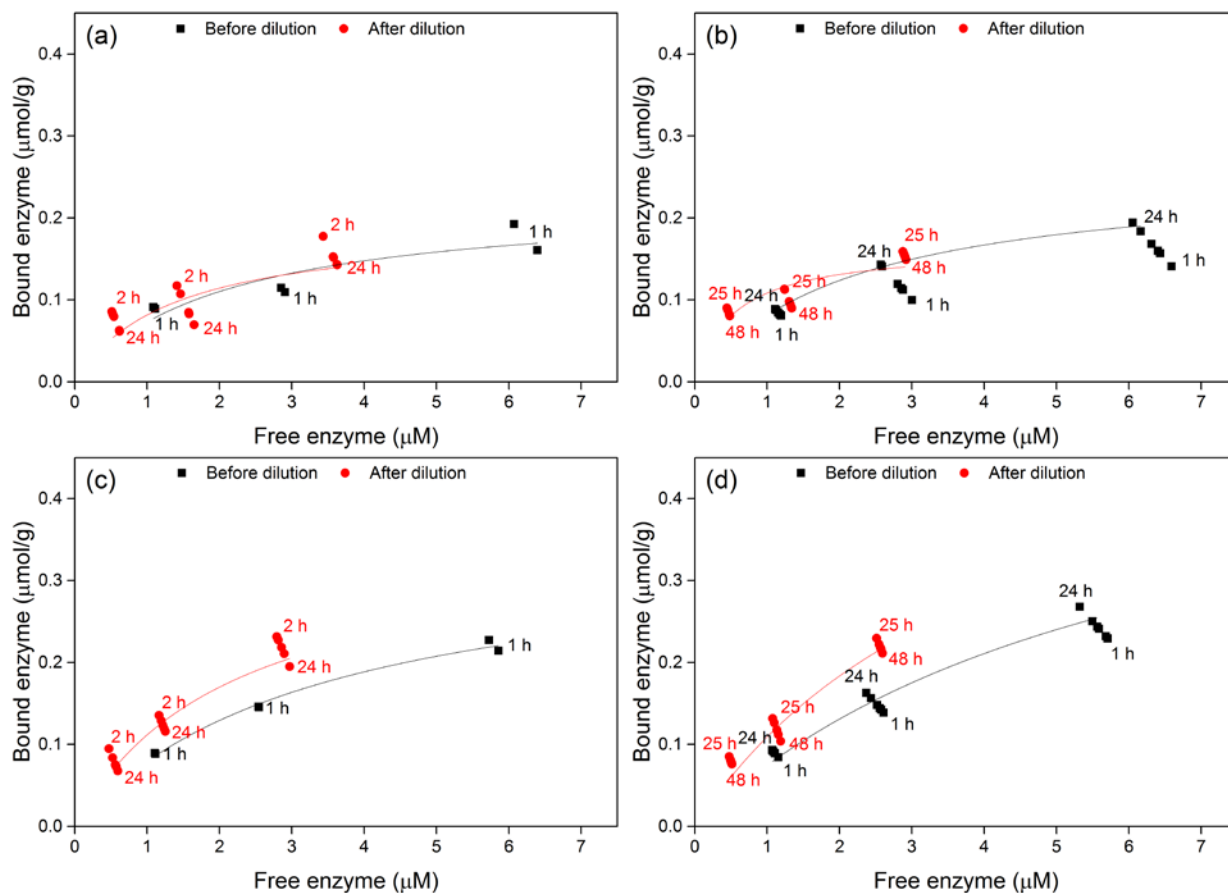 (a)
Before dilution After dilution
Bound enzyme (μmol/g)
0.4
0.3
0.2
0.1
0.0
2 h
2 h
2 h
1 h
24 h
1 h
1 h
24 h
24 h
0 1 2 3 4 5 6 7
Free enzyme (μM)
(b)
Before dilution After dilution
Bound enzyme (μmol/g)
0.4
0.3
0.2
0.1
0.0
24 h
25 h
24 h
48 h
1 h
25 h
24 h
25 h
48 h
48 h
1 h
1 h
0 1 2 3 4 5 6 7
Free enzyme (μM)
(c)
Before dilution After dilution
Bound enzyme (μmol/g)
0.4
0.3
0.2
0.1
0.0
2 h
1 h
24 h
2 h
1 h
2 h
24 h
1 h
24 h
0 1 2 3 4 5 6 7
Free enzyme (μM)
(d)
Before dilution After dilution
Bound enzyme (μmol/g)
0.4
0.3
0.2
0.1
0.0
24 h
25 h
48 h
1 h
24 h
25 h
1 h
24 h
25 h
48 h
1 h
48 h
0 1 2 3 4 5 6 7
Free enzyme (μM)